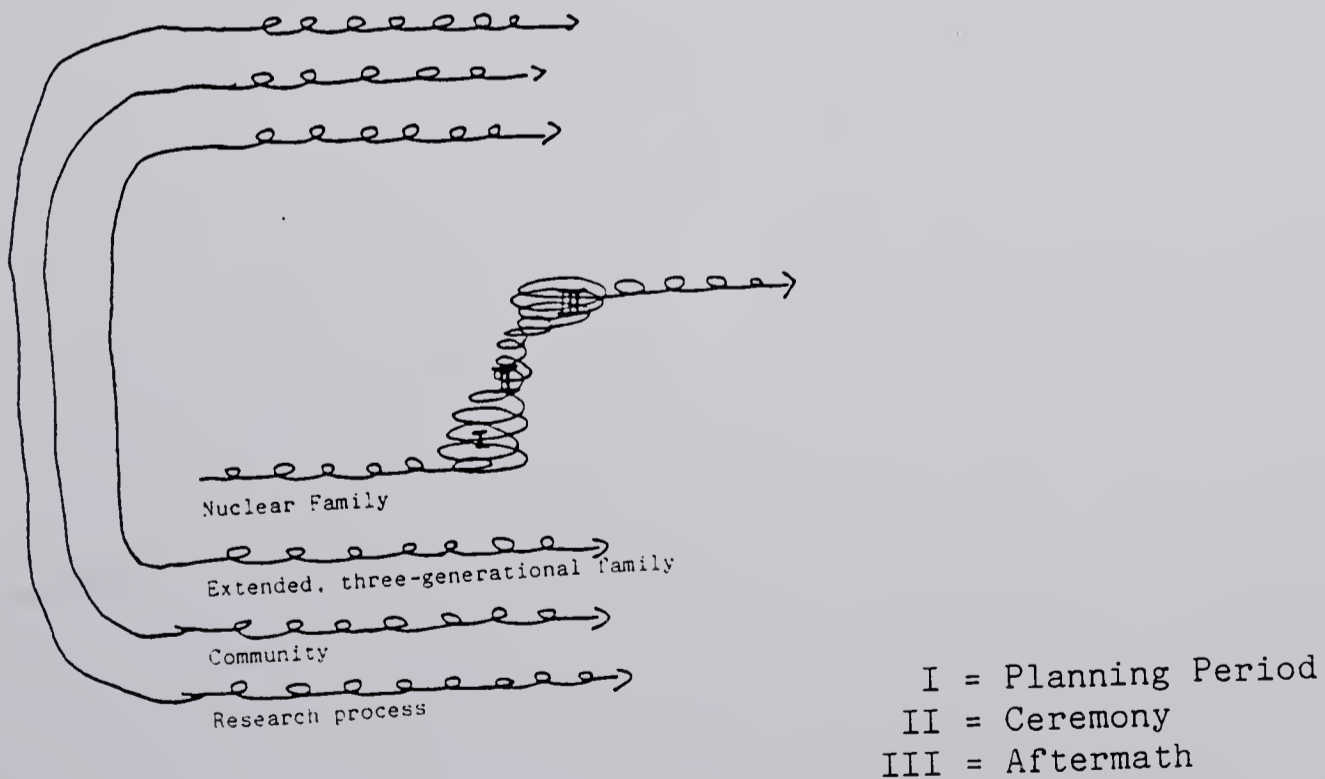 III
II
I
Nuclear Family
Extended, three-generational family
Community
Research process
I = Planning Period
II = Ceremony
III = Aftermath